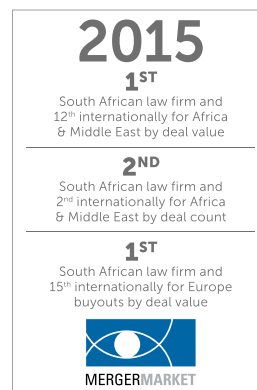 2015
1ST
South African law firm and
12th internationally for Africa
& Middle East by deal value
2ND
South African law firm and
2nd internationally for Africa
& Middle East by deal count
1ST
South African law firm and
15th internationally for Europe
buyouts by deal value
MERGERMARKET